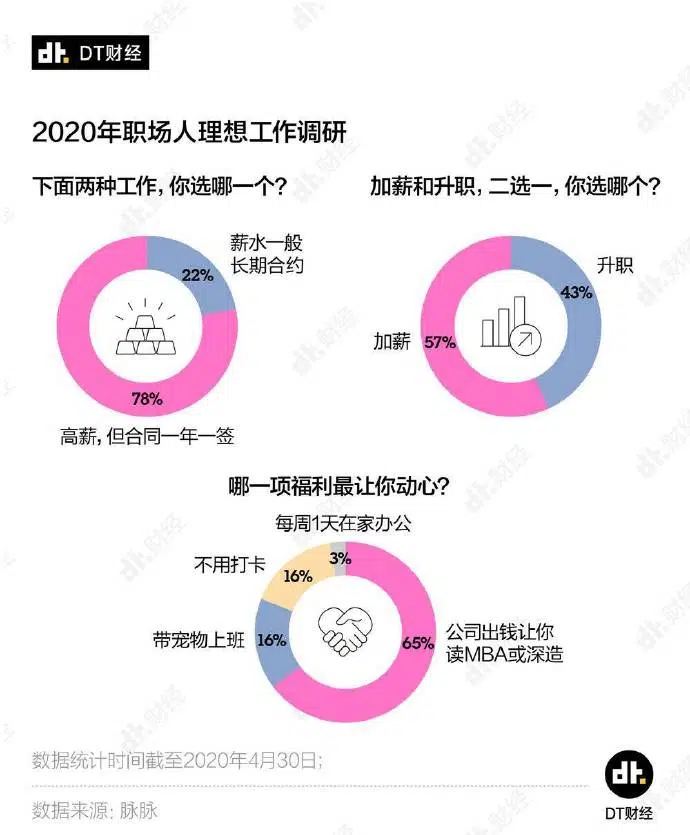 dt. DT财经
2020年职场人理想工作调研
下面两种工作，你选哪一个？
薪水一般
长期合约
22%
78%
高薪，但合同一年一签
加薪和升职，二选一，你选哪个？
升职
43%
加薪
57%
哪一项福利最让你动心？
每周1天在家办公
3%
不用打卡
16%
带宠物上班
16%
65%
公司出钱让你
读MBA或深造
数据统计时间截至2020年4月30日；
数据来源：脉脉
dt.
DT财经